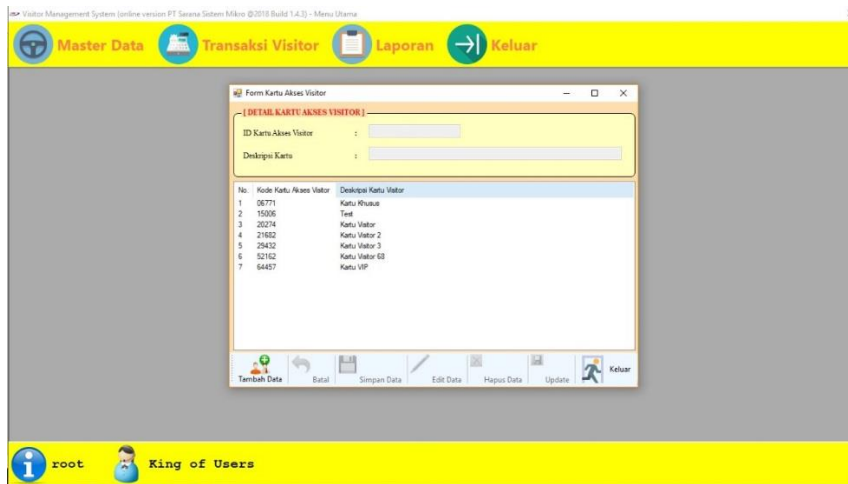 Visitor Management System (online version PT Sarana Sistem Mikro @2018 Build 1.4.3) - Menu Utama
Master Data Transaksi Visitor Laporan Keluar
Form Kartu Akses Visitor
[ DETAIL KARTU AKSES VISITOR ]
ID Kartu Akses Visitor :
Deskripsi Kartu :
No. Kode Kartu Akses Visitor Deskripsi Kartu Visitor
1 06771 Kartu Khusus
2 15006 Test
3 20274 Kartu Visitor
4 21682 Kartu Visitor 2
5 29432 Kartu Visitor 3
6 52162 Kartu Visitor 68
7 64457 Kartu VIP
Tambah Data Batal Simpan Data Edit Data Hapus Data Update Keluar
root King of Users